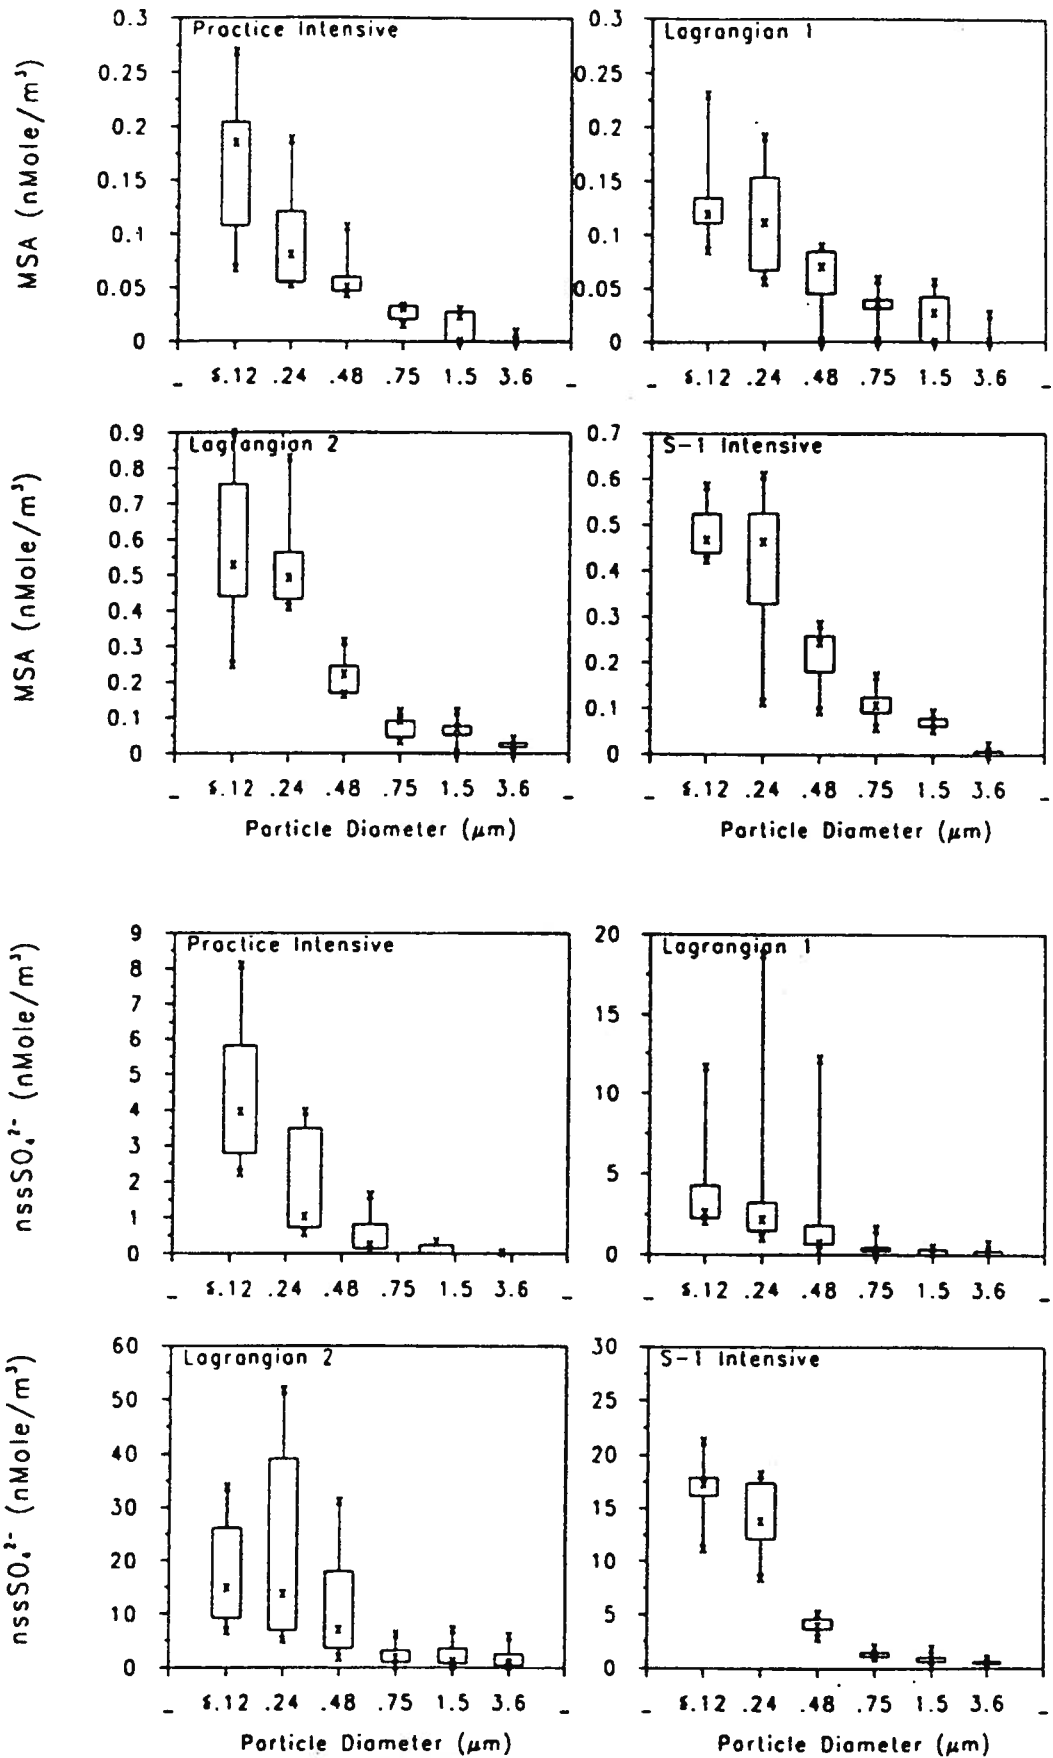 MSA (nMole/m³)
Practice Intensive
0.3
0.25
0.2
0.15
0.1
0.05
0
≤.12 .24 .48 .75 1.5 3.6
Lagrangian 1
0.3
0.25
0.2
0.15
0.1
0.05
0
≤.12 .24 .48 .75 1.5 3.6
MSA (nMole/m³)
Lagrangian 2
0.9
0.8
0.7
0.6
0.5
0.4
0.3
0.2
0.1
0
≤.12 .24 .48 .75 1.5 3.6
Particle Diameter (μm)
S-1 Intensive
0.7
0.6
0.5
0.4
0.3
0.2
0.1
0
≤.12 .24 .48 .75 1.5 3.6
Particle Diameter (μm)
nssSO₄²⁻ (nMole/m³)
Practice Intensive
9
8
7
6
5
4
3
2
1
0
≤.12 .24 .48 .75 1.5 3.6
Lagrangian 1
20
15
10
5
0
≤.12 .24 .48 .75 1.5 3.6
nssSO₄²⁻ (nMole/m³)
Lagrangian 2
60
50
40
30
20
10
0
≤.12 .24 .48 .75 1.5 3.6
Particle Diameter (μm)
S-1 Intensive
30
25
20
15
10
5
0
≤.12 .24 .48 .75 1.5 3.6
Particle Diameter (μm)